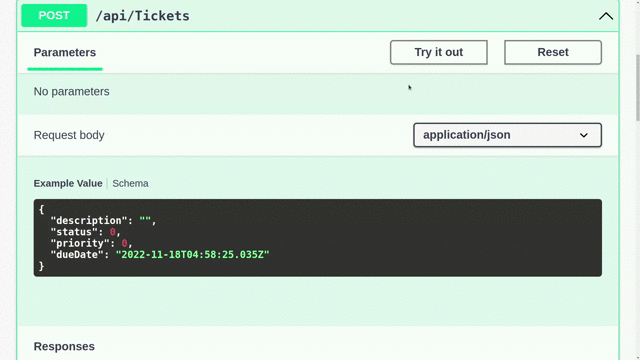 POST /api/Tickets
Parameters Try it out Reset
No parameters
Request body application/json
Example Value | Schema
{
"description": "",
"status": 0,
"priority": 0,
"dueDate": "2022-11-18T04:58:25.035Z"
}
Responses